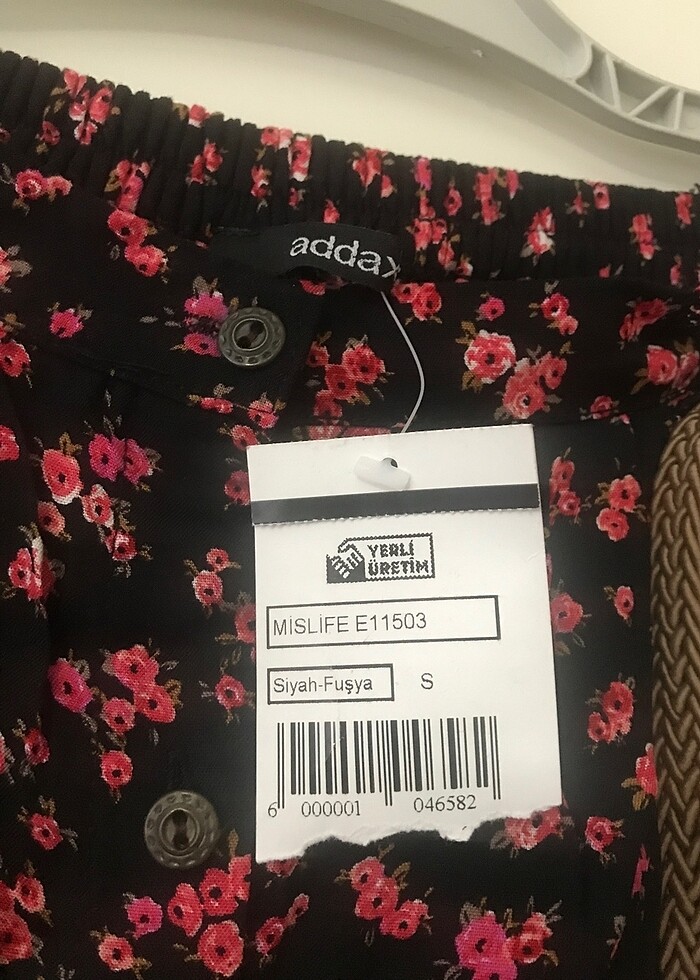 addax
YERLİ
ÜRETİM
MİSLİFE E11503
Siyah-Fuşya S
6 000001 046582